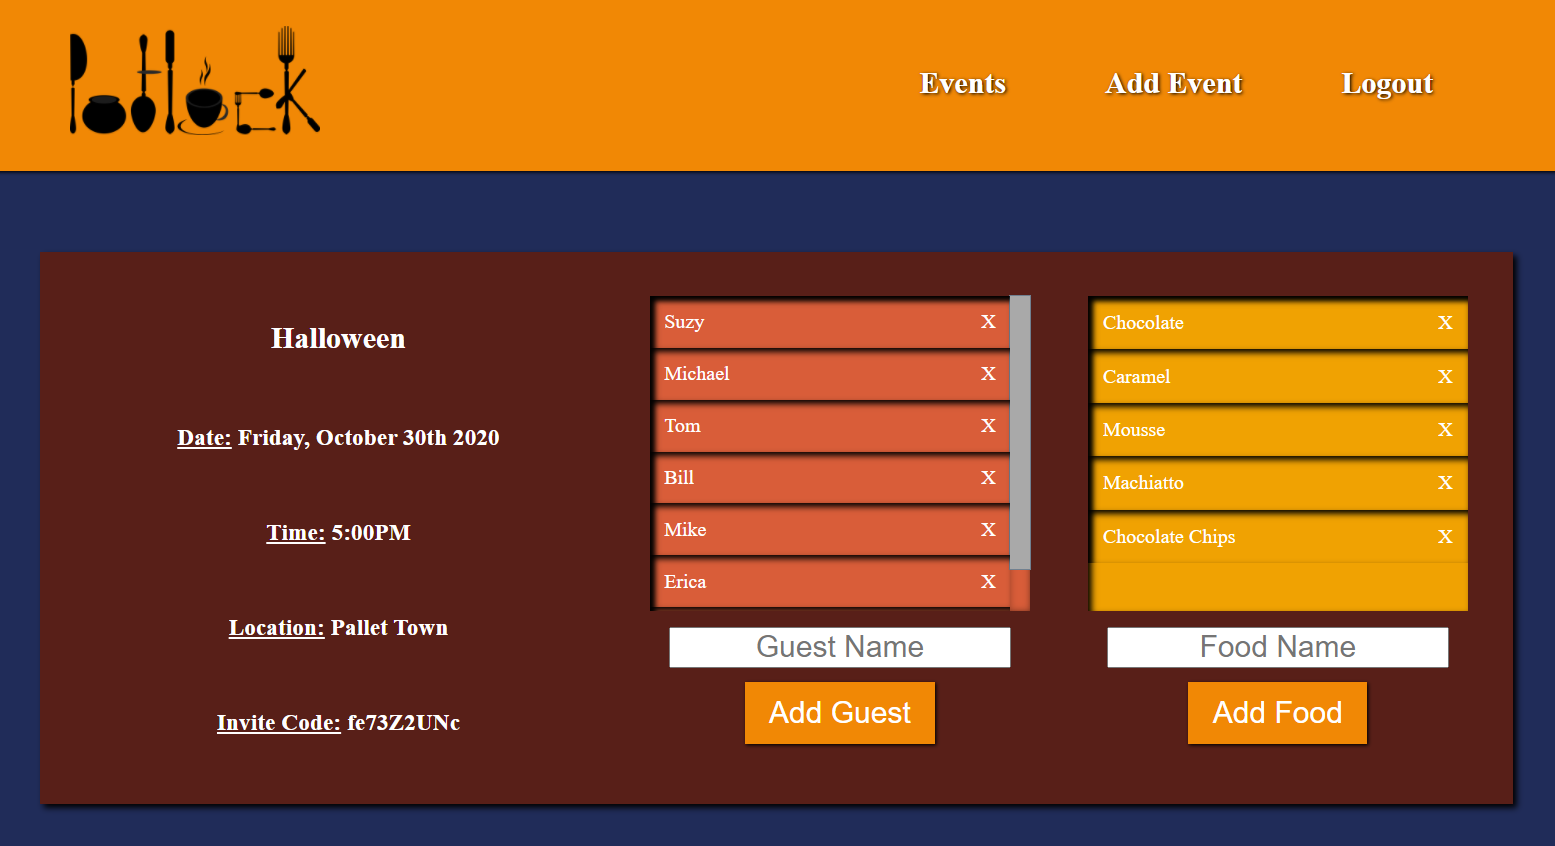 Potluck
Events
Add Event
Logout
Halloween
Date: Friday, October 30th 2020
Time: 5:00PM
Location: Pallet Town
Invite Code: fe73Z2UNc
Suzy X
Michael X
Tom X
Bill X
Mike X
Erica X
Guest Name
Add Guest
Chocolate X
Caramel X
Mousse X
Machiatto X
Chocolate Chips X
Food Name
Add Food